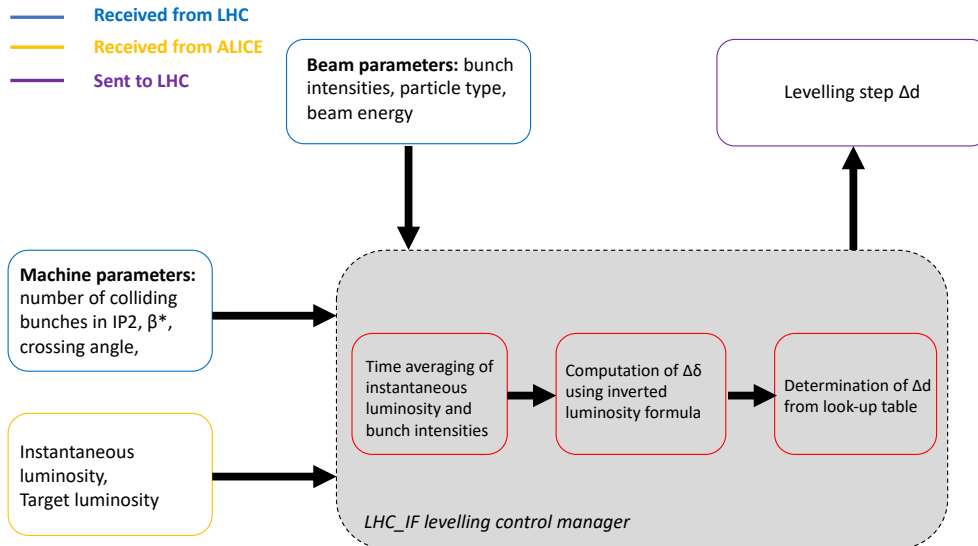 Received from LHC
Received from ALICE
Sent to LHC
Beam parameters: bunch
intensities, particle type,
beam energy
Levelling step Δd
Machine parameters:
number of colliding
bunches in IP2, β*,
crossing angle,
Time averaging of
instantaneous
luminosity and
bunch intensities
Computation of Δδ
using inverted
luminosity formula
Determination of Δd
from look-up table
Instantaneous
luminosity,
Target luminosity
LHC_IF levelling control manager